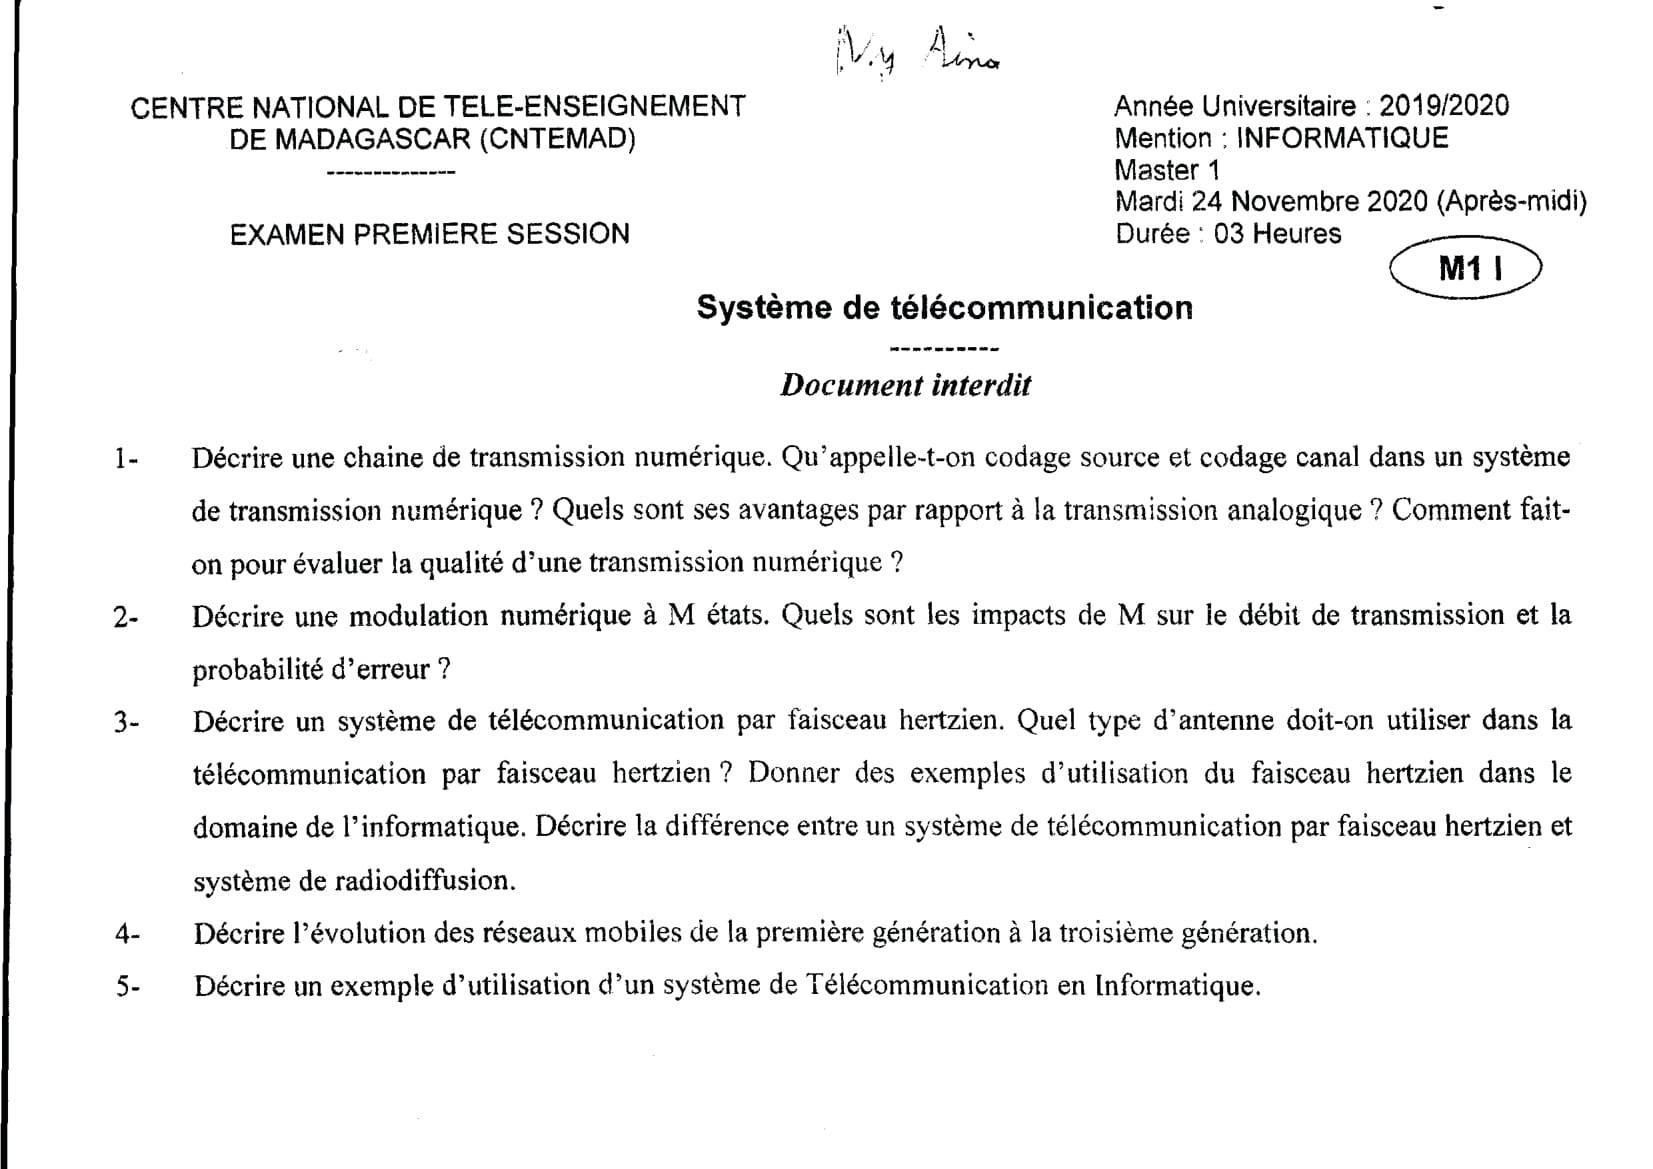 Ny Aina
CENTRE NATIONAL DE TELE-ENSEIGNEMENT
DE MADAGASCAR (CNTEMAD)
--------------
EXAMEN PREMIERE SESSION
Année Universitaire : 2019/2020
Mention : INFORMATIQUE
Master 1
Mardi 24 Novembre 2020 (Après-midi)
Durée : 03 Heures
M1 I
Système de télécommunication
----------
Document interdit
1- Décrire une chaine de transmission numérique. Qu'appelle-t-on codage source et codage canal dans un système
de transmission numérique ? Quels sont ses avantages par rapport à la transmission analogique ? Comment fait-
on pour évaluer la qualité d'une transmission numérique ?
2- Décrire une modulation numérique à M états. Quels sont les impacts de M sur le débit de transmission et la
probabilité d'erreur ?
3- Décrire un système de télécommunication par faisceau hertzien. Quel type d'antenne doit-on utiliser dans la
télécommunication par faisceau hertzien ? Donner des exemples d'utilisation du faisceau hertzien dans le
domaine de l'informatique. Décrire la différence entre un système de télécommunication par faisceau hertzien et
système de radiodiffusion.
4- Décrire l'évolution des réseaux mobiles de la première génération à la troisième génération.
5- Décrire un exemple d'utilisation d'un système de Télécommunication en Informatique.